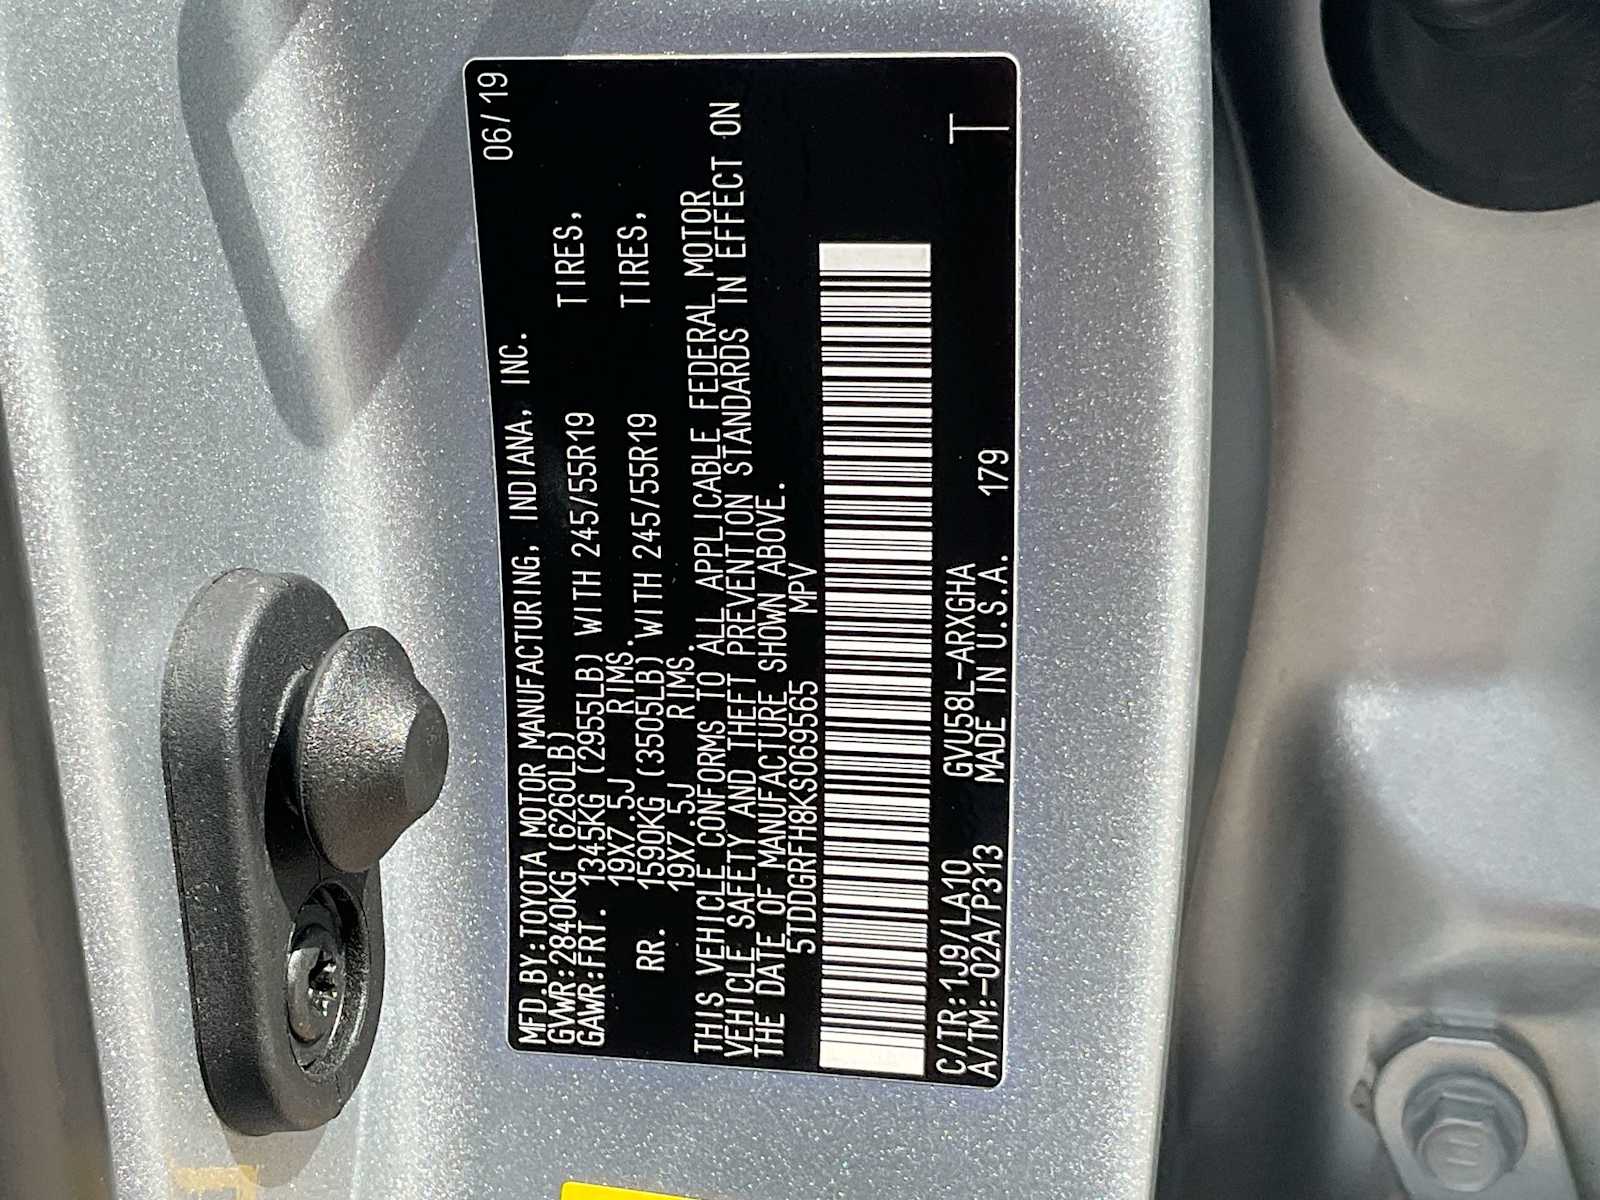 06/19
MFD.BY:TOYOTA MOTOR MANUFACTURING, INDIANA, INC.
GVWR:2840KG (6260LB)
GAWR:FRT. 1345KG (2955LB) WITH 245/55R19 TIRES,
19X7.5J RIMS.
RR. 1590KG (3505LB) WITH 245/55R19 TIRES,
19X7.5J RIMS.
THIS VEHICLE CONFORMS TO ALL APPLICABLE FEDERAL MOTOR
VEHICLE SAFETY AND THEFT PREVENTION STANDARDS IN EFFECT ON
THE DATE OF MANUFACTURE SHOWN ABOVE.
5TDDGRFH8KS069565 MPV
C/TR:1J9/LA10 GVU58L-ARXGHA
A/TM:-02A/P313 MADE IN U.S.A. 179
T